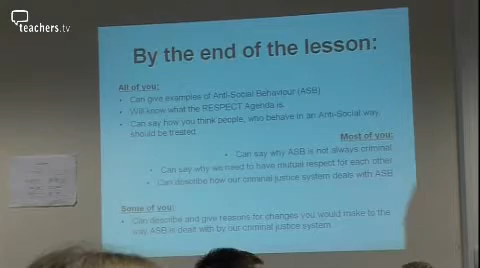 teachers.tv
By the end of the lesson:
All of you:
• Can give examples of Anti-Social Behaviour (ASB)
• Will know what the RESPECT Agenda is.
• Can say how you think people, who behave in an Anti-Social way,
should be treated.
Most of you:
• Can say why ASB is not always criminal
• Can say why we need to have mutual respect for each other
• Can describe how our criminal justice system deals with ASB
Some of you:
• Can describe and give reasons for changes you would make to the
way ASB is dealt with by our criminal justice system.